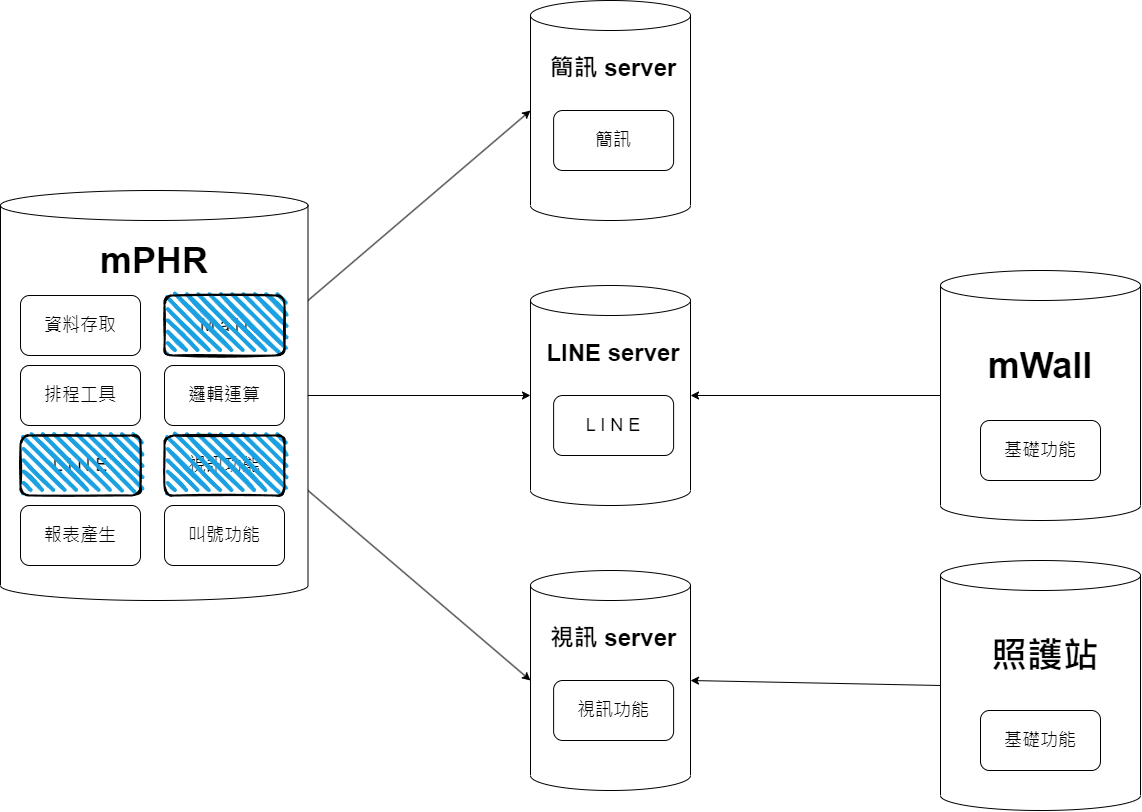 簡訊 server
簡訊
mPHR
資料存取
排程工具
邏輯運算
LINE
視訊功能
報表產生
叫號功能
LINE server
LINE
mWall
基礎功能
視訊 server
視訊功能
照護站
基礎功能